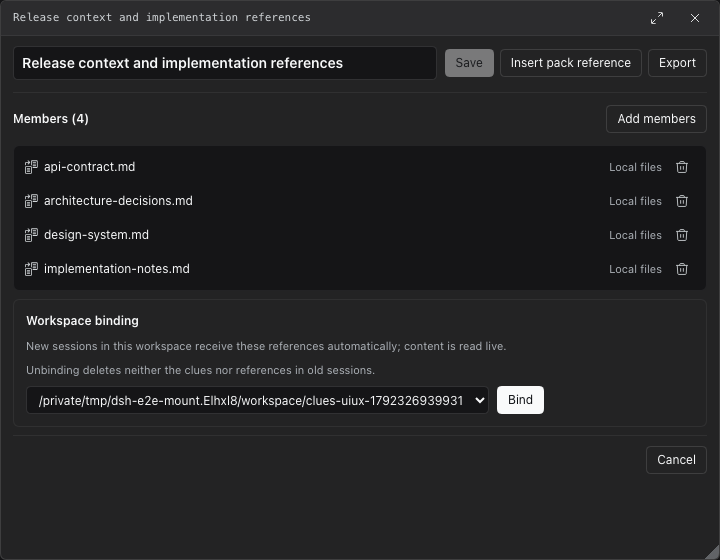 Release context and implementation references
Release context and implementation references
Save
Insert pack reference
Export
Members (4)
Add members
api-contract.md
Local files
architecture-decisions.md
Local files
design-system.md
Local files
implementation-notes.md
Local files
Workspace binding
New sessions in this workspace receive these references automatically; content is read live.
Unbinding deletes neither the clues nor references in old sessions.
/private/tmp/dsh-e2e-mount.ElhxI8/workspace/clues-uiux-1792326939931
Bind
Cancel